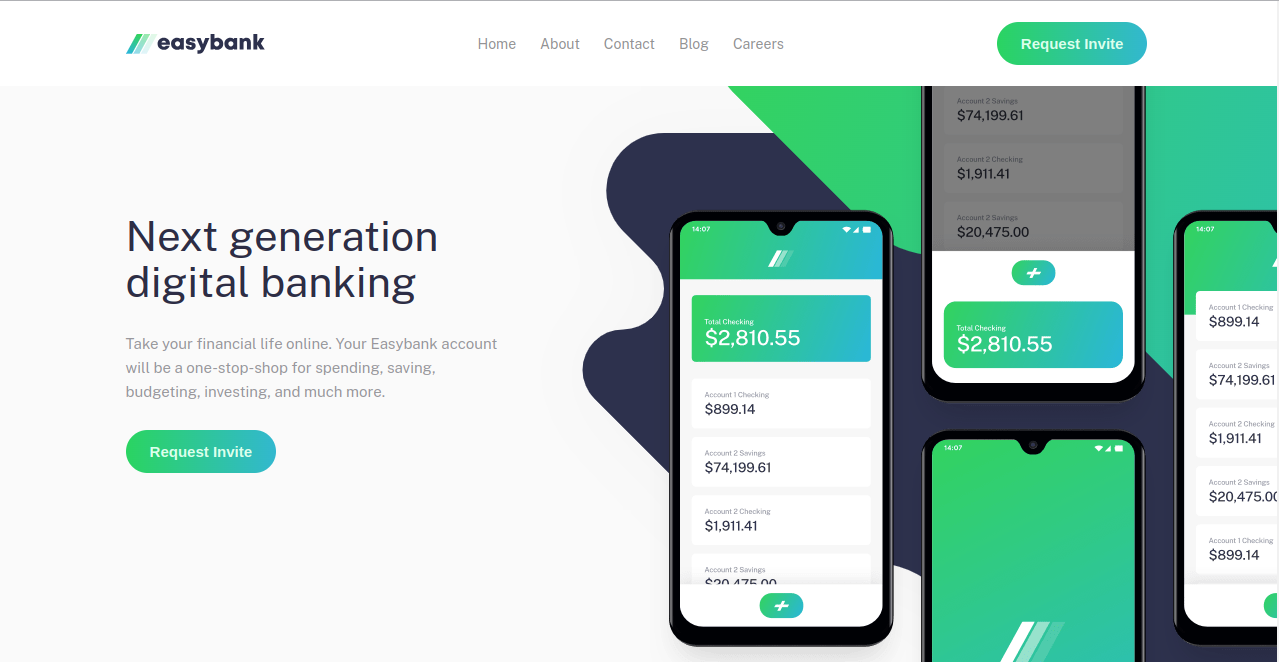 easybank
Home About Contact Blog Careers
Request Invite
Next generation
digital banking
Take your financial life online. Your Easybank account
will be a one-stop-shop for spending, saving,
budgeting, investing, and much more.
Request Invite
14:07
Total Checking
$2,810.55
Account 1 Checking
$899.14
Account 2 Savings
$74,199.61
Account 2 Checking
$1,911.41
Account 2 Savings
$20,475.00
Account 2 Savings
$74,199.61
Account 2 Checking
$1,911.41
Account 2 Savings
$20,475.00
Total Checking
$2,810.55
14:07
14:07
Account 1 Checking
$899.14
Account 2 Savings
$74,199.61
Account 2 Checking
$1,911.41
Account 2 Savings
$20,475.00
Account 1 Checking
$899.14